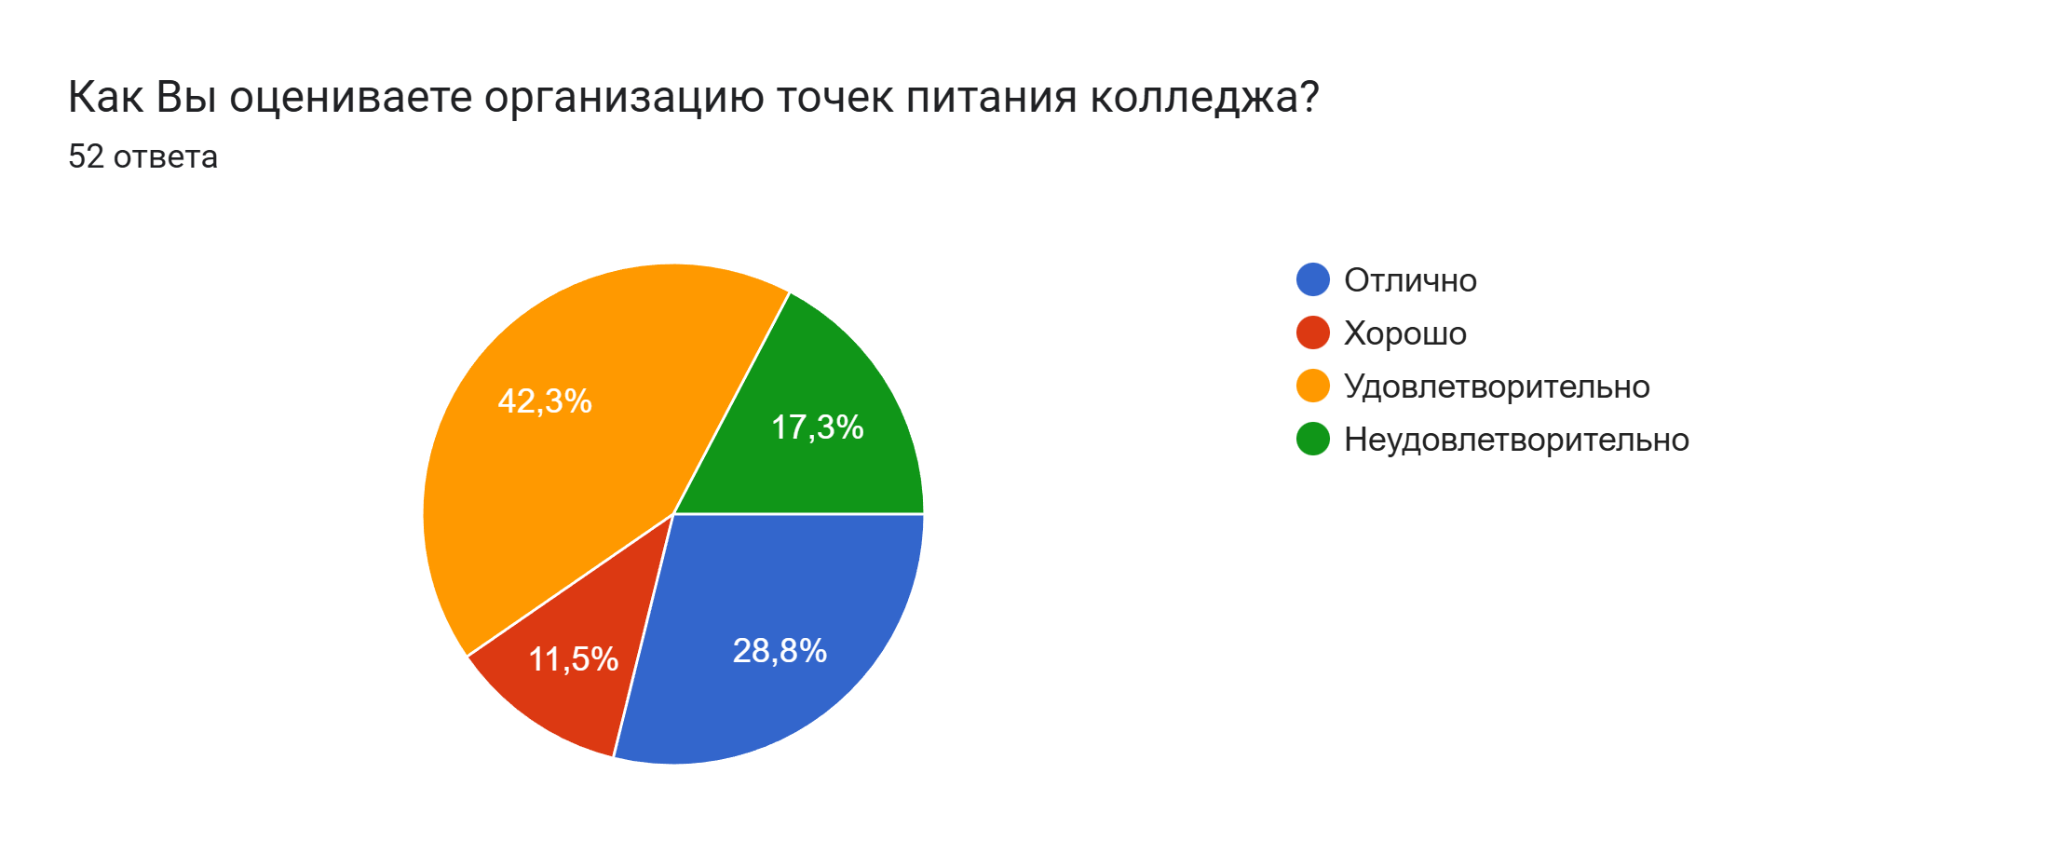 Как Вы оцениваете организацию точек питания колледжа?
52 ответа
Отлично
Хорошо
Удовлетворительно
Неудовлетворительно
42,3%
17,3%
11,5%
28,8%